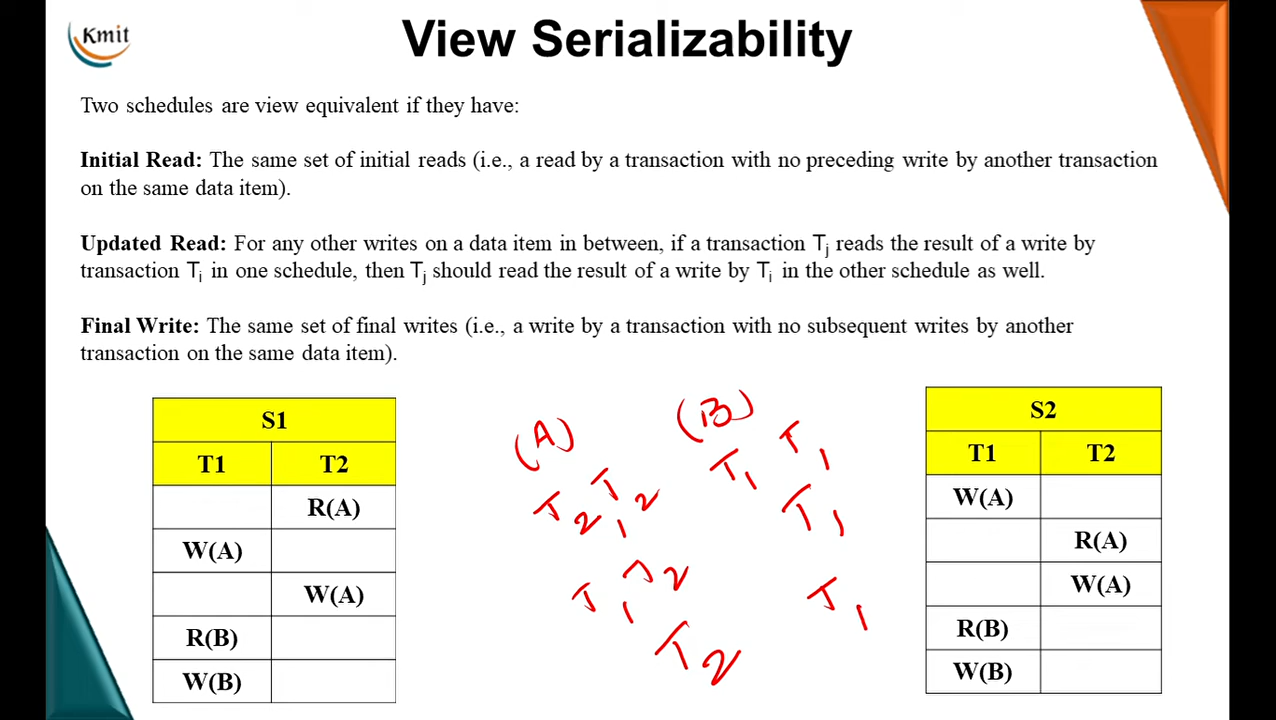 Kmit
View Serializability
Two schedules are view equivalent if they have:
Initial Read: The same set of initial reads (i.e., a read by a transaction with no preceding write by another transaction
on the same data item).
Updated Read: For any other writes on a data item in between, if a transaction Tj reads the result of a write by
transaction Ti in one schedule, then Tj should read the result of a write by Ti in the other schedule as well.
Final Write: The same set of final writes (i.e., a write by a transaction with no subsequent writes by another
transaction on the same data item).
S1
T1 T2
R(A)
W(A)
W(A)
R(B)
W(B)
(A) (B)
T2 T2 T1 T1
T1 T1
T1 T2 T1
T2
S2
T1 T2
W(A)
R(A)
W(A)
R(B)
W(B)